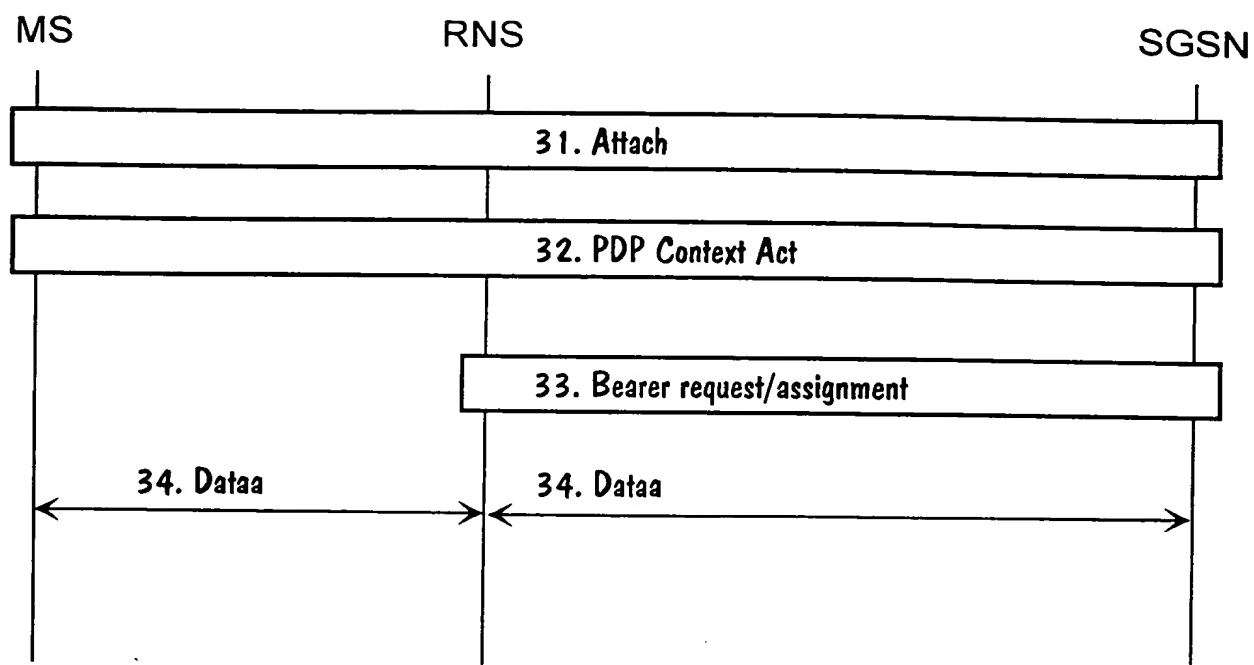 MS
RNS
SGSN
31. Attach
32. PDP Context Act
33. Bearer request/assignment
34. Dataa
34. Dataa